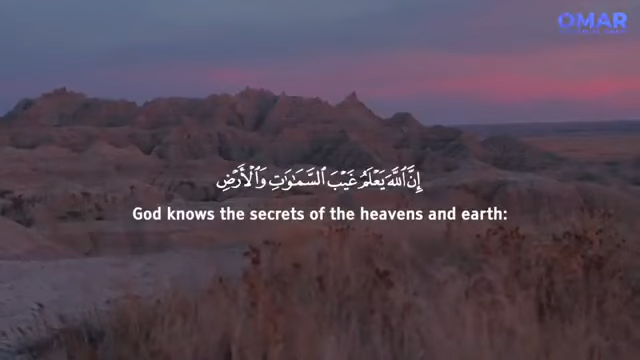 OMAR
إِنَّ ٱللَّهَ يَعْلَمُ غَيْبَ ٱلسَّمَٰوَٰتِ وَٱلْأَرْضِ
God knows the secrets of the heavens and earth: